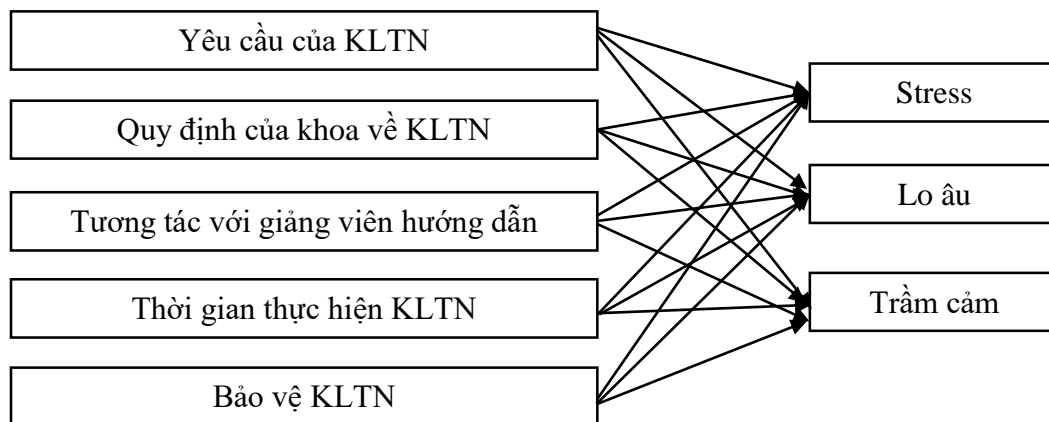 Yêu cầu của KLTN
Quy định của khoa về KLTN
Tương tác với giảng viên hướng dẫn
Thời gian thực hiện KLTN
Bảo vệ KLTN
Stress
Lo âu
Trầm cảm